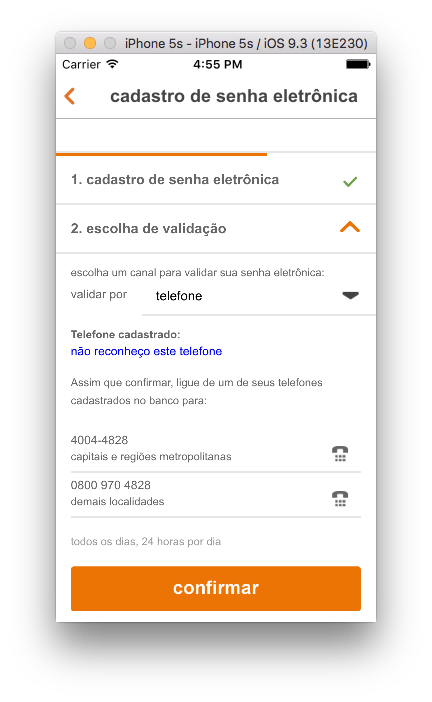 iPhone 5s - iPhone 5s / iOS 9.3 (13E230)
Carrier 4:55 PM
cadastro de senha eletrônica
1. cadastro de senha eletrônica
2. escolha de validação
escolha um canal para validar sua senha eletrônica:
validar por telefone
Telefone cadastrado:
não reconheço este telefone
Assim que confirmar, ligue de um de seus telefones
cadastrados no banco para:
4004-4828
capitais e regiões metropolitanas
0800 970 4828
demais localidades
todos os dias, 24 horas por dia
confirmar